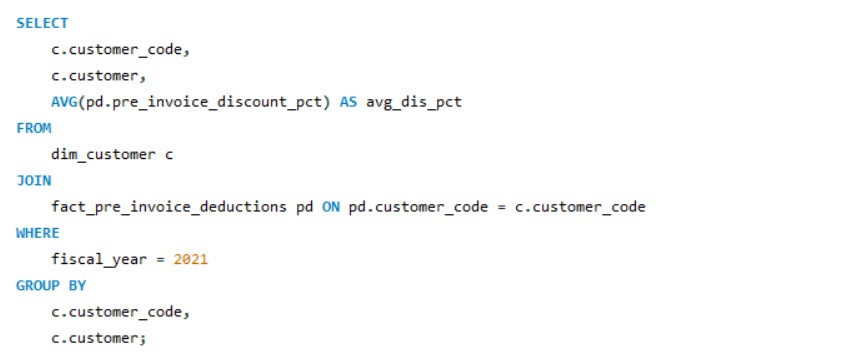 SELECT
    c.customer_code,
    c.customer,
    AVG(pd.pre_invoice_discount_pct) AS avg_dis_pct
FROM
    dim_customer c
JOIN
    fact_pre_invoice_deductions pd ON pd.customer_code = c.customer_code
WHERE
    fiscal_year = 2021
GROUP BY
    c.customer_code,
    c.customer;